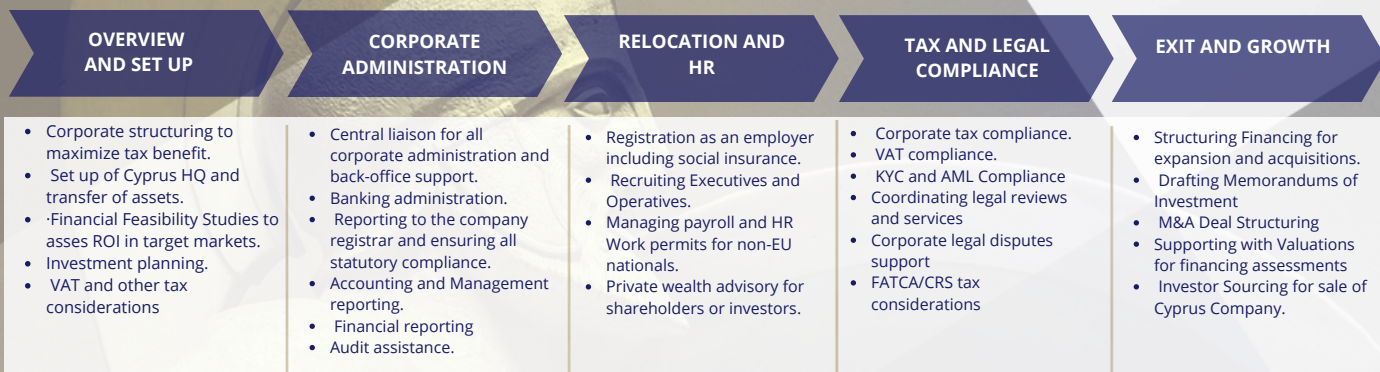 OVERVIEW
AND SET UP
• Corporate structuring to
maximize tax benefit.
• Set up of Cyprus HQ and
transfer of assets.
• ·Financial Feasibility Studies to
asses ROI in target markets.
• Investment planning.
• VAT and other tax
considerations
CORPORATE
ADMINISTRATION
• Central liaison for all
corporate administration and
back-office support.
• Banking administration.
• Reporting to the company
registrar and ensuring all
statutory compliance.
• Accounting and Management
reporting.
• Financial reporting
• Audit assistance.
RELOCATION AND
HR
• Registration as an employer
including social insurance.
• Recruiting Executives and
Operatives.
• Managing payroll and HR
Work permits for non-EU
nationals.
• Private wealth advisory for
shareholders or investors.
TAX AND LEGAL
COMPLIANCE
• Corporate tax compliance.
• VAT compliance.
• KYC and AML Compliance
• Coordinating legal reviews
and services
• Corporate legal disputes
support
• FATCA/CRS tax
considerations
EXIT AND GROWTH
• Structuring Financing for
expansion and acquisitions.
• Drafting Memorandums of
Investment
• M&A Deal Structuring
• Supporting with Valuations
for financing assessments
• Investor Sourcing for sale of
Cyprus Company.